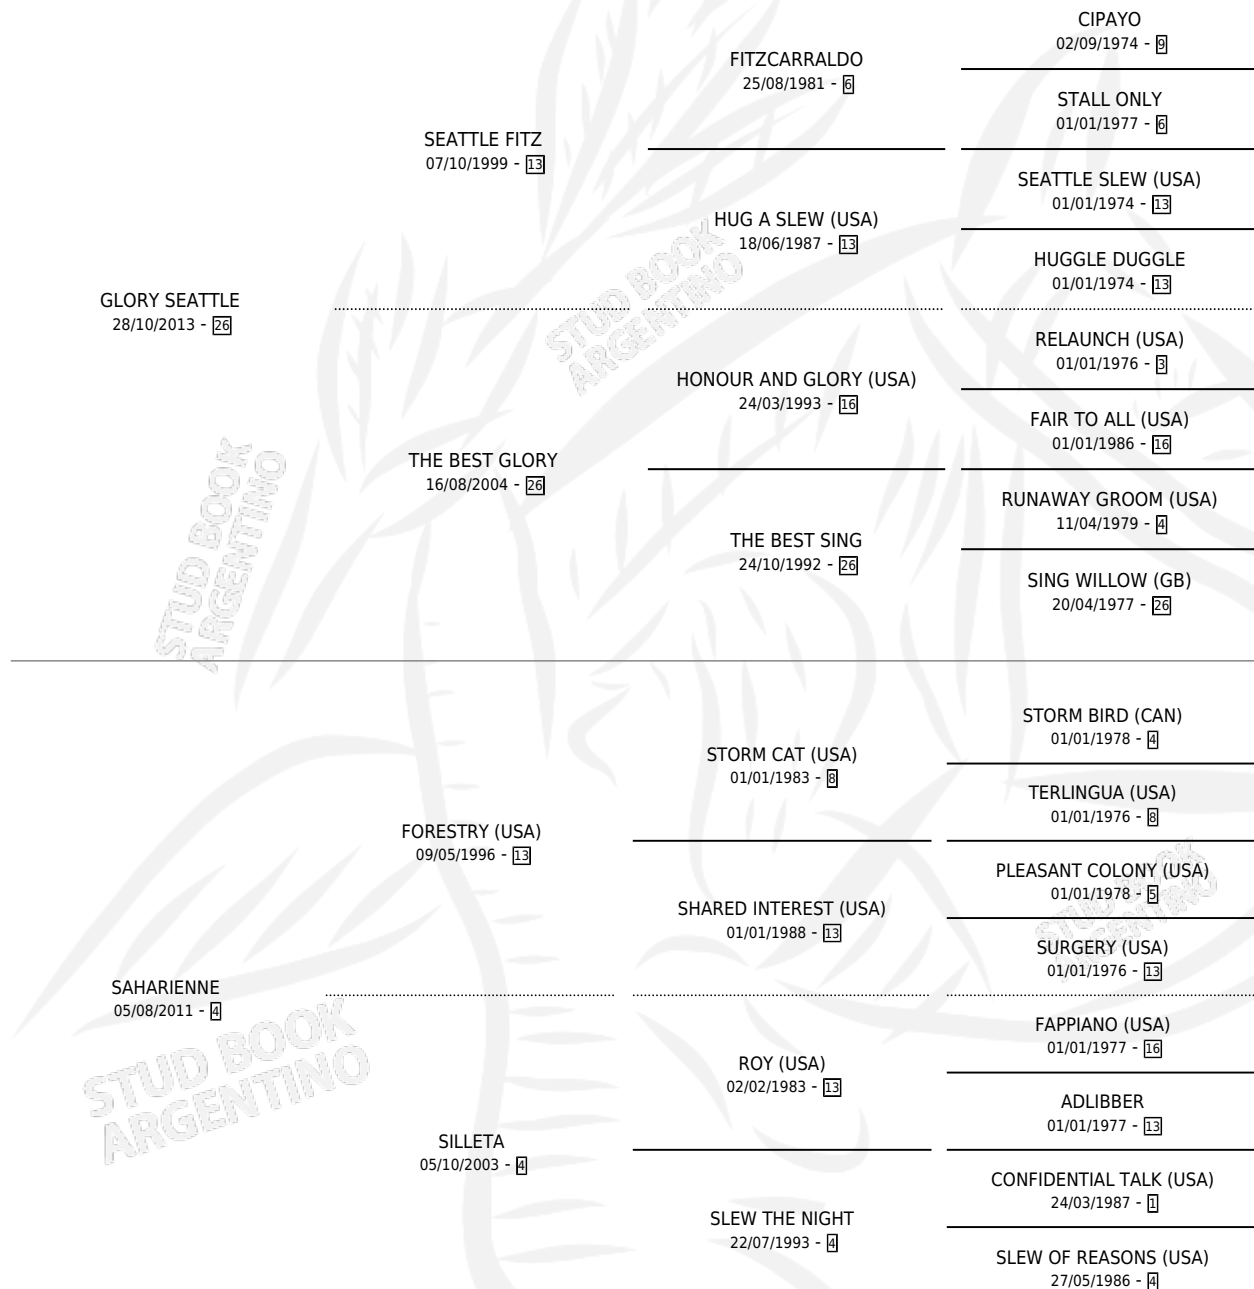 CIPAYO
02/09/1974 - 9
FITZCARRALDO
25/08/1981 - 6
STALL ONLY
01/01/1977 - 6
SEATTLE FITZ
07/10/1999 - 13
SEATTLE SLEW (USA)
01/01/1974 - 13
HUG A SLEW (USA)
18/06/1987 - 13
HUGGLE DUGGLE
01/01/1974 - 13
GLORY SEATTLE
28/10/2013 - 26
RELAUNCH (USA)
01/01/1976 - 3
HONOUR AND GLORY (USA)
24/03/1993 - 16
FAIR TO ALL (USA)
01/01/1986 - 16
THE BEST GLORY
16/08/2004 - 26
RUNAWAY GROOM (USA)
11/04/1979 - 4
THE BEST SING
24/10/1992 - 26
SING WILLOW (GB)
20/04/1977 - 26
STUD BOOK
ARGENTINO
STUD BOOK
ARGENTINO
STORM BIRD (CAN)
01/01/1978 - 4
STORM CAT (USA)
01/01/1983 - 8
TERLINGUA (USA)
01/01/1976 - 8
FORESTRY (USA)
09/05/1996 - 13
PLEASANT COLONY (USA)
01/01/1978 - 5
SHARED INTEREST (USA)
01/01/1988 - 13
SURGERY (USA)
01/01/1976 - 13
STUD BOOK
ARGENTINO
SAHARIENNE
05/08/2011 - 4
FAPPIANO (USA)
01/01/1977 - 16
ROY (USA)
02/02/1983 - 13
ADLIBBER
01/01/1977 - 13
SILLETA
05/10/2003 - 4
CONFIDENTIAL TALK (USA)
24/03/1987 - 1
SLEW THE NIGHT
22/07/1993 - 4
SLEW OF REASONS (USA)
27/05/1986 - 4
STUD BOOK
ARGENTINO